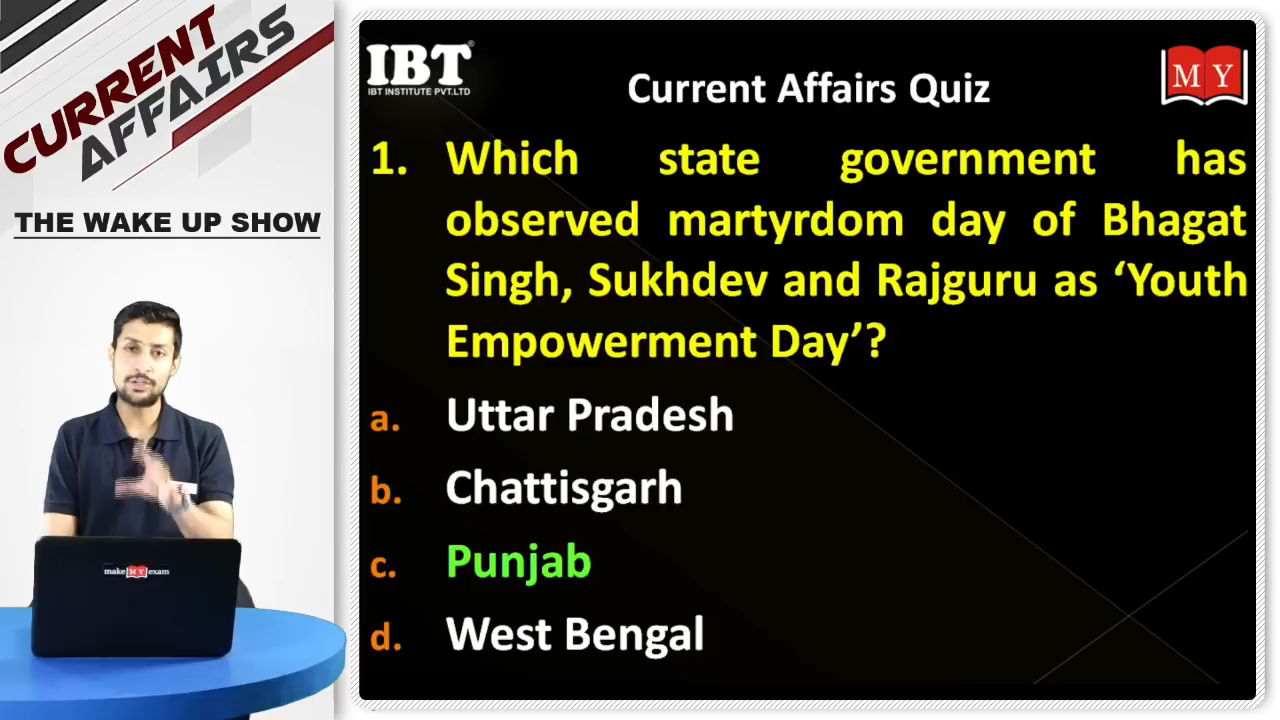 CURRENT
AFFAIRS
THE WAKE UP SHOW
make MY exam
IBT®
IBT INSTITUTE PVT.LTD
Current Affairs Quiz
M Y
1. Which state government has
observed martyrdom day of Bhagat
Singh, Sukhdev and Rajguru as ‘Youth
Empowerment Day’?
a. Uttar Pradesh
b. Chattisgarh
c. Punjab
d. West Bengal